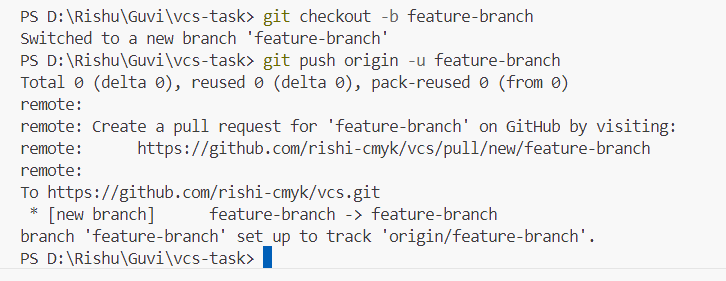 PS D:\Rishu\Guvi\vcs-task> git checkout -b feature-branch
Switched to a new branch 'feature-branch'
PS D:\Rishu\Guvi\vcs-task> git push origin -u feature-branch
Total 0 (delta 0), reused 0 (delta 0), pack-reused 0 (from 0)
remote:
remote: Create a pull request for 'feature-branch' on GitHub by visiting:
remote:      https://github.com/rishi-cmyk/vcs/pull/new/feature-branch
remote:
To https://github.com/rishi-cmyk/vcs.git
 * [new branch]      feature-branch -> feature-branch
branch 'feature-branch' set up to track 'origin/feature-branch'.
PS D:\Rishu\Guvi\vcs-task>